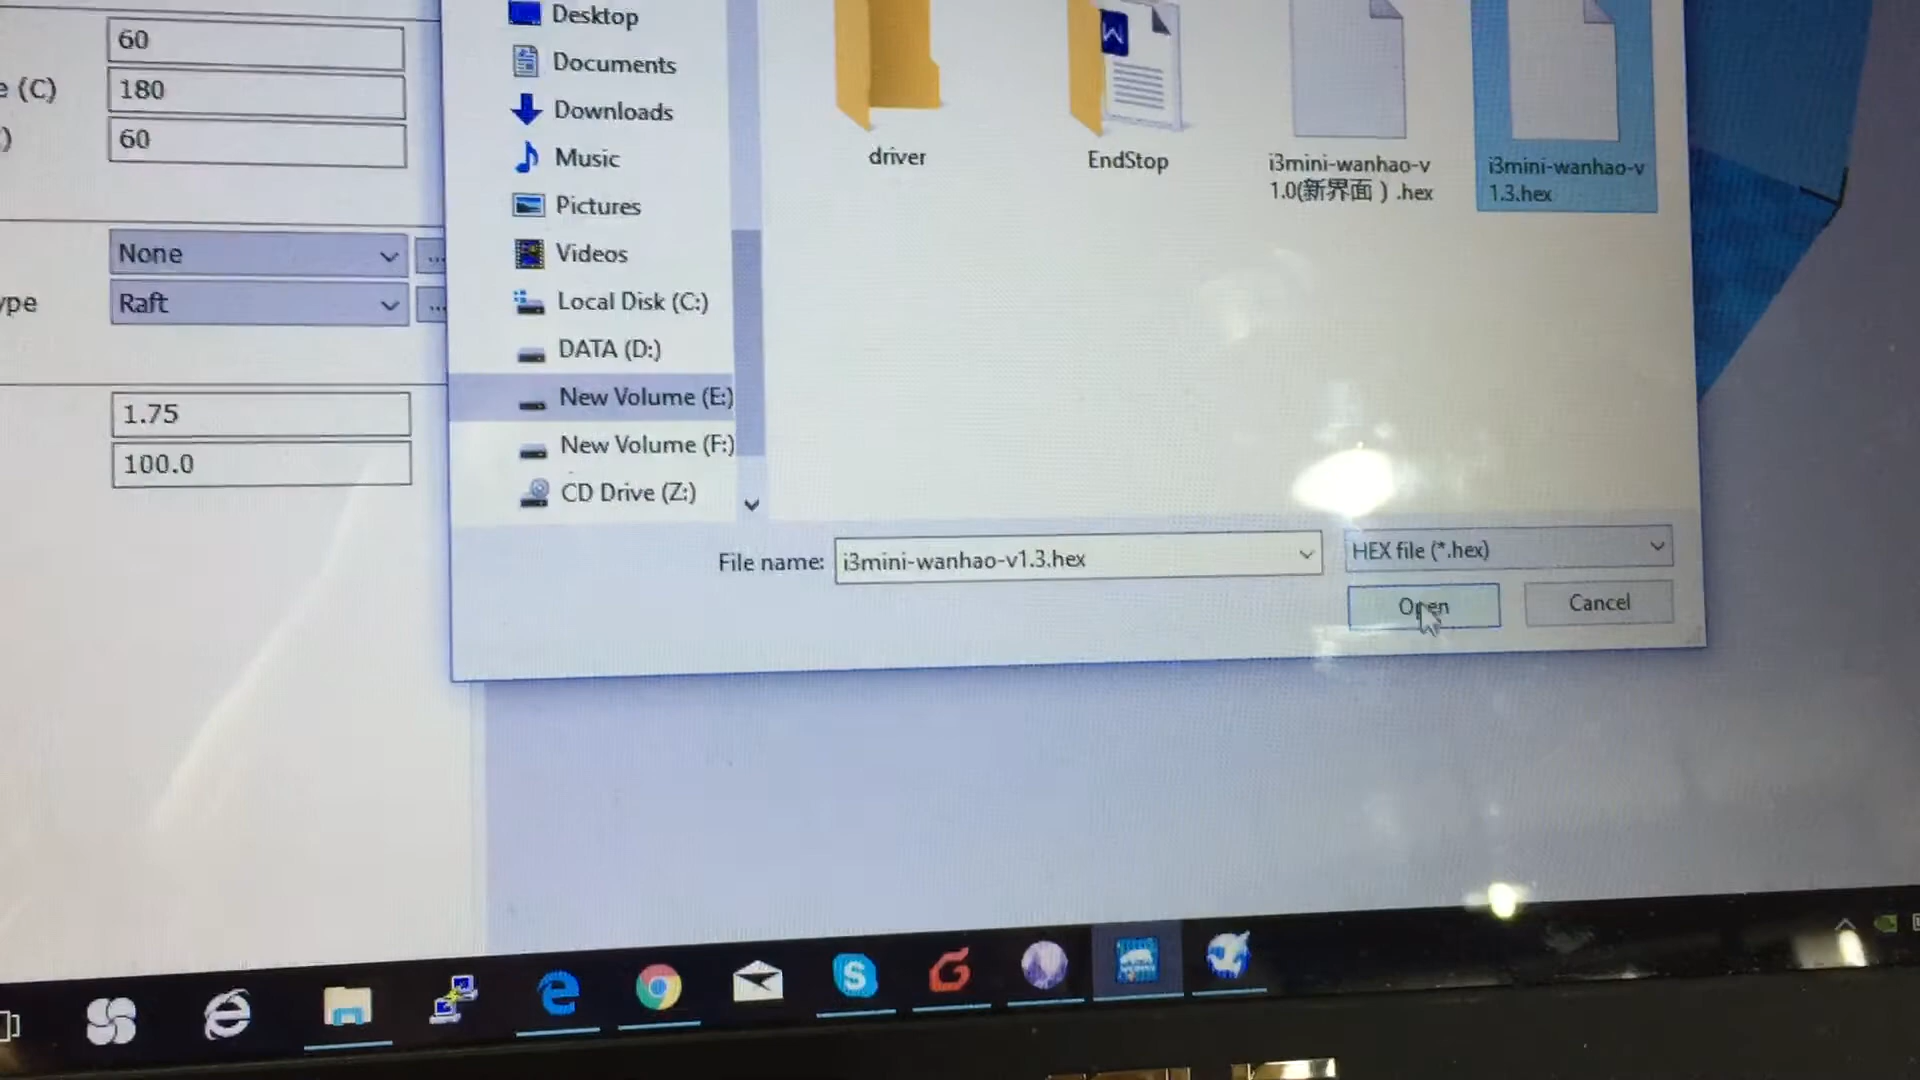 60
e (C)
180
)
60
None
...
ype
Raft
...
1.75
100.0
Desktop
Documents
Downloads
Music
Pictures
Videos
Local Disk (C:)
DATA (D:)
New Volume (E:)
New Volume (F:)
CD Drive (Z:)
driver
EndStop
i3mini-wanhao-v
1.0(新界面 ) .hex
i3mini-wanhao-v
1.3.hex
File name:
i3mini-wanhao-v1.3.hex
HEX file (*.hex)
Open
Cancel